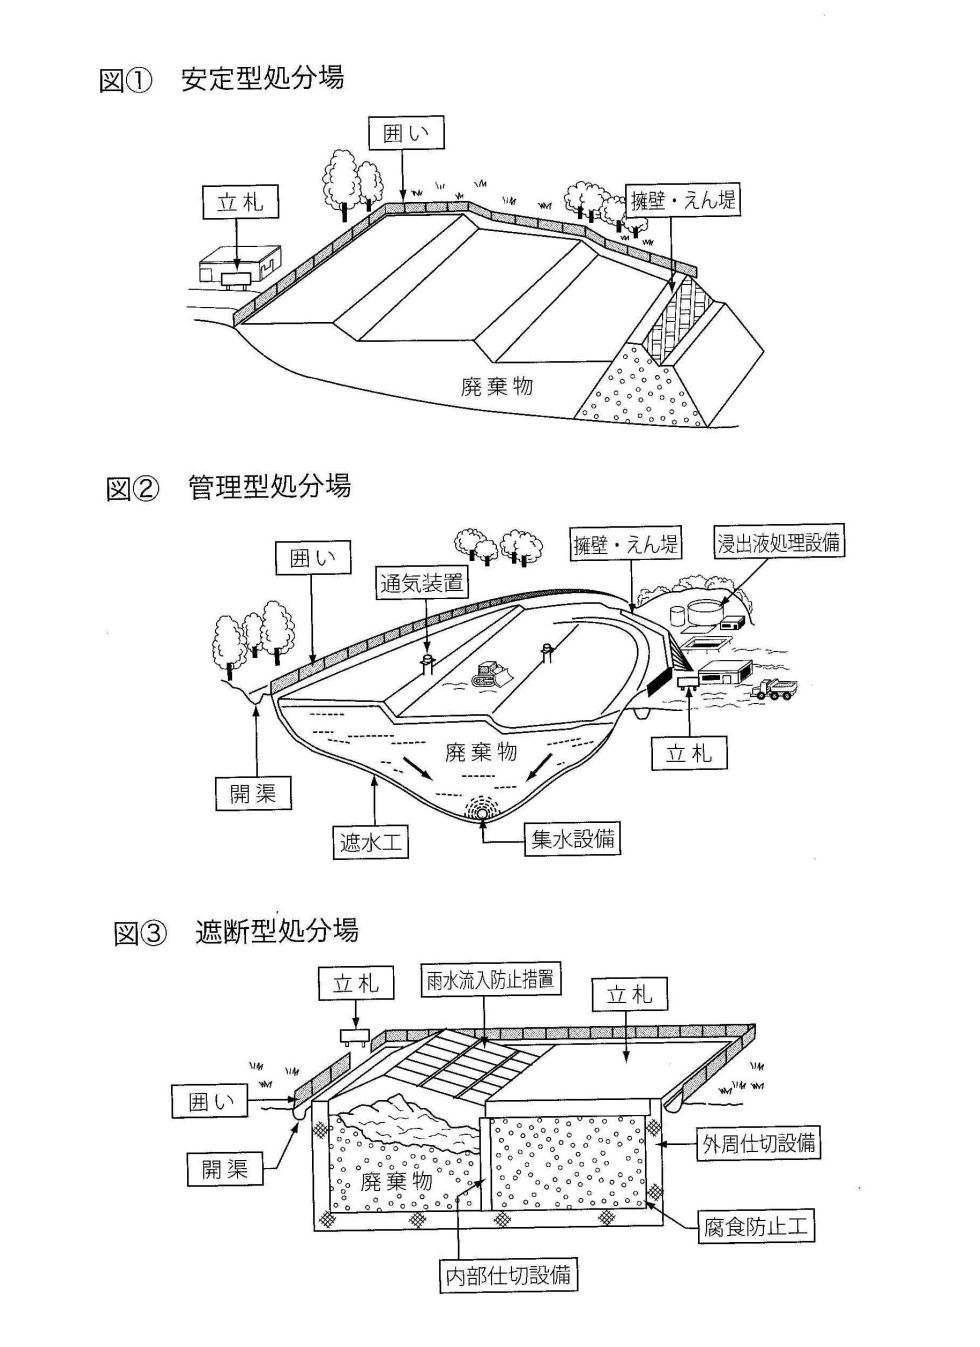 図① 安定型処分場
囲い
立札
擁壁・えん堤
廃棄物
図② 管理型処分場
囲い
通気装置
擁壁・えん堤
浸出液処理設備
廃棄物
立札
開渠
遮水工
集水設備
図③ 遮断型処分場
立札
雨水流入防止措置
立札
囲い
開渠
廃棄物
外周仕切設備
腐食防止工
内部仕切設備